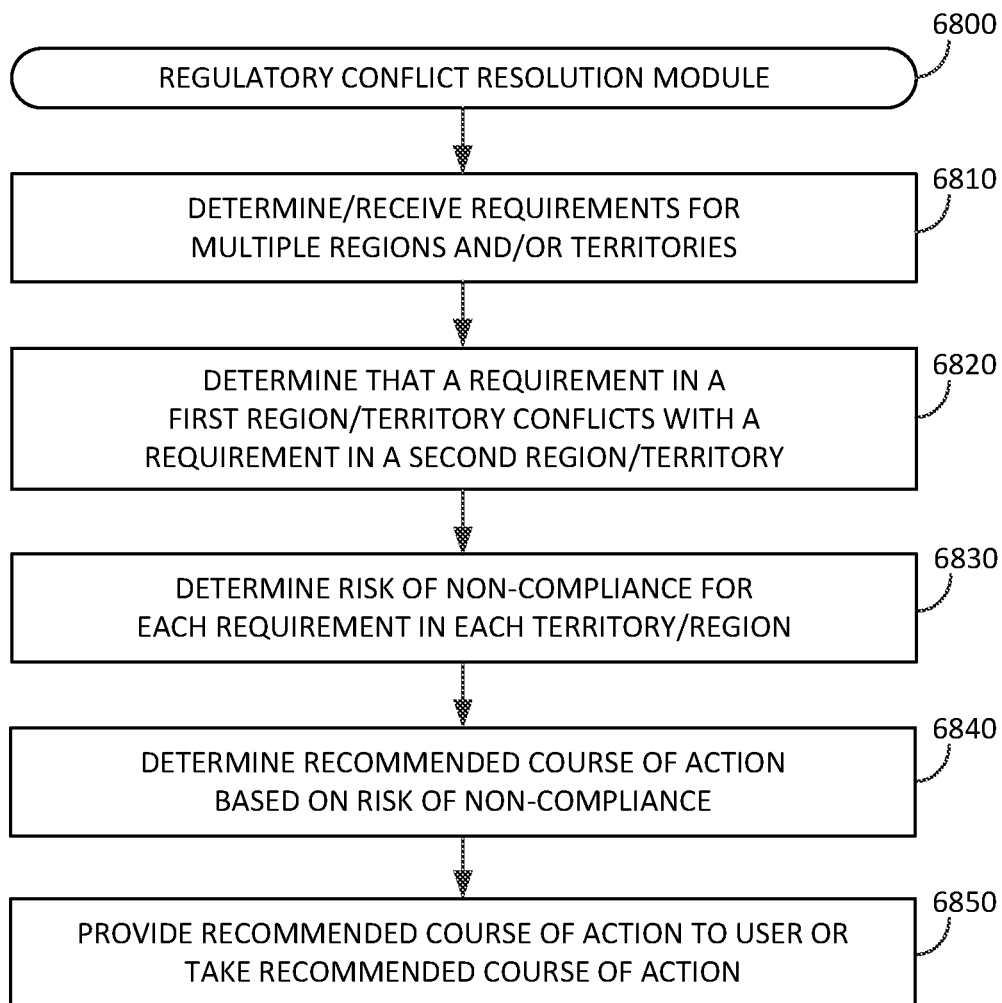 6800
REGULATORY CONFLICT RESOLUTION MODULE
6810
DETERMINE/RECEIVE REQUIREMENTS FOR
MULTIPLE REGIONS AND/OR TERRITORIES
6820
DETERMINE THAT A REQUIREMENT IN A
FIRST REGION/TERRITORY CONFLICTS WITH A
REQUIREMENT IN A SECOND REGION/TERRITORY
6830
DETERMINE RISK OF NON-COMPLIANCE FOR
EACH REQUIREMENT IN EACH TERRITORY/REGION
6840
DETERMINE RECOMMENDED COURSE OF ACTION
BASED ON RISK OF NON-COMPLIANCE
6850
PROVIDE RECOMMENDED COURSE OF ACTION TO USER OR
TAKE RECOMMENDED COURSE OF ACTION